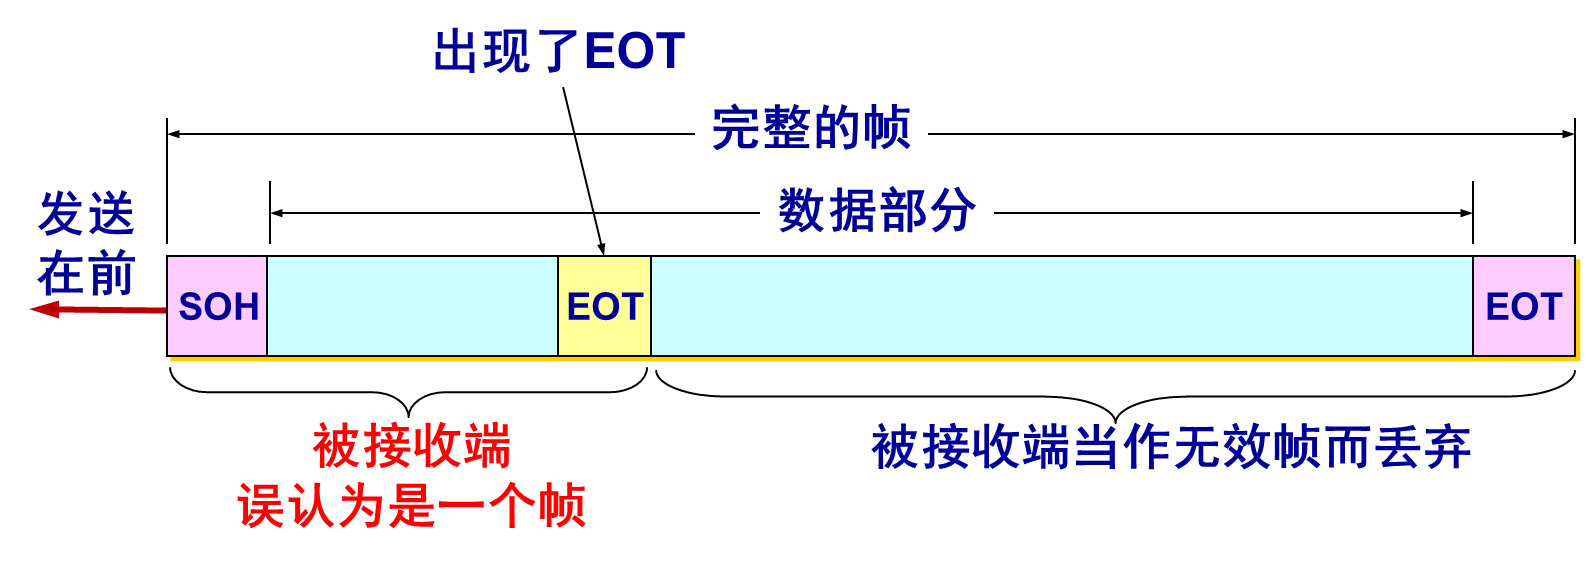 出现了EOT
完整的帧
数据部分
发送
在前
SOH
EOT
EOT
被接收端
误认为是一个帧
被接收端当作无效帧而丢弃